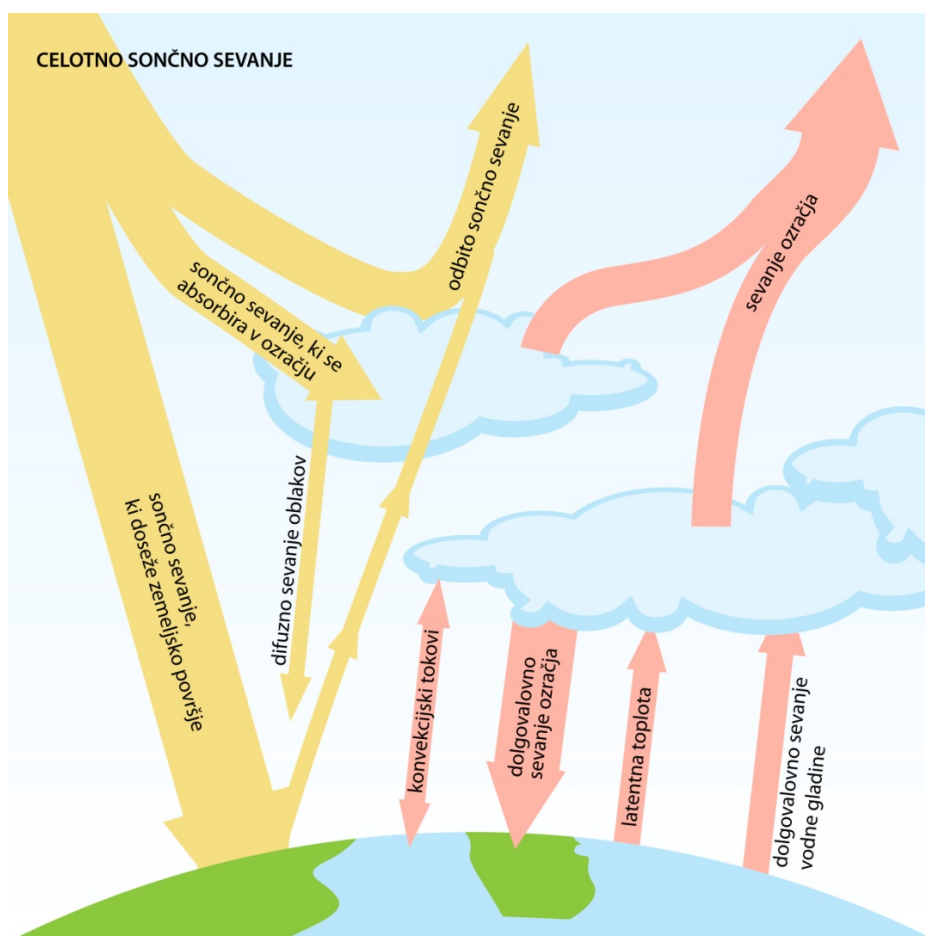 CELOTNO SONČNO SEVANJE
odbito sončno sevanje
sevanje ozračja
sončno sevanje, ki se
absorbira v ozračju
difuzno sevanje oblakov
sončno sevanje,
ki doseže zemeljsko površje
konvekcijski tokovi
dolgovalovno
sevanje ozračja
latentna toplota
dolgovalovno sevanje
vodne gladine